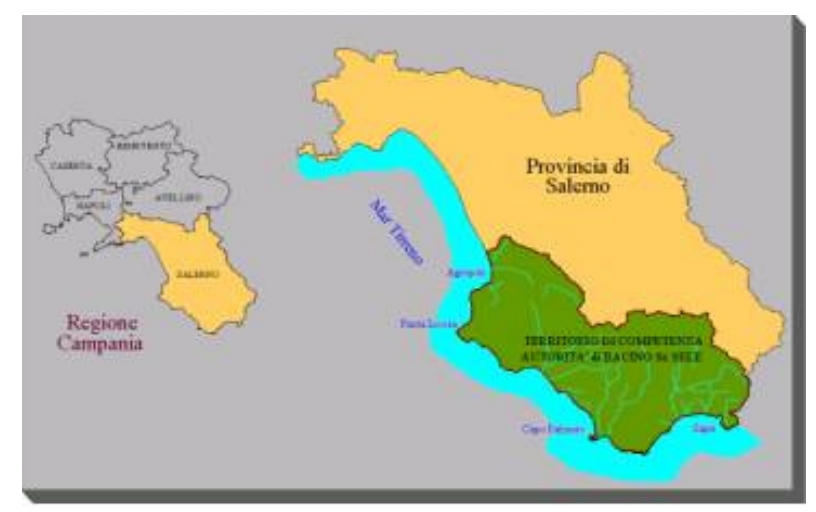 BENEVENTO
CASERTA
AVELLINO
NAPOLI
SALERNO
Regione
Campania
Provincia di
Salerno
Mar Tirreno
Agropoli
Punta Licosa
TERRITORIO DI COMPETENZA
AUTORITA' di BACINO Sx SELE
Capo Palinuro
Sapri